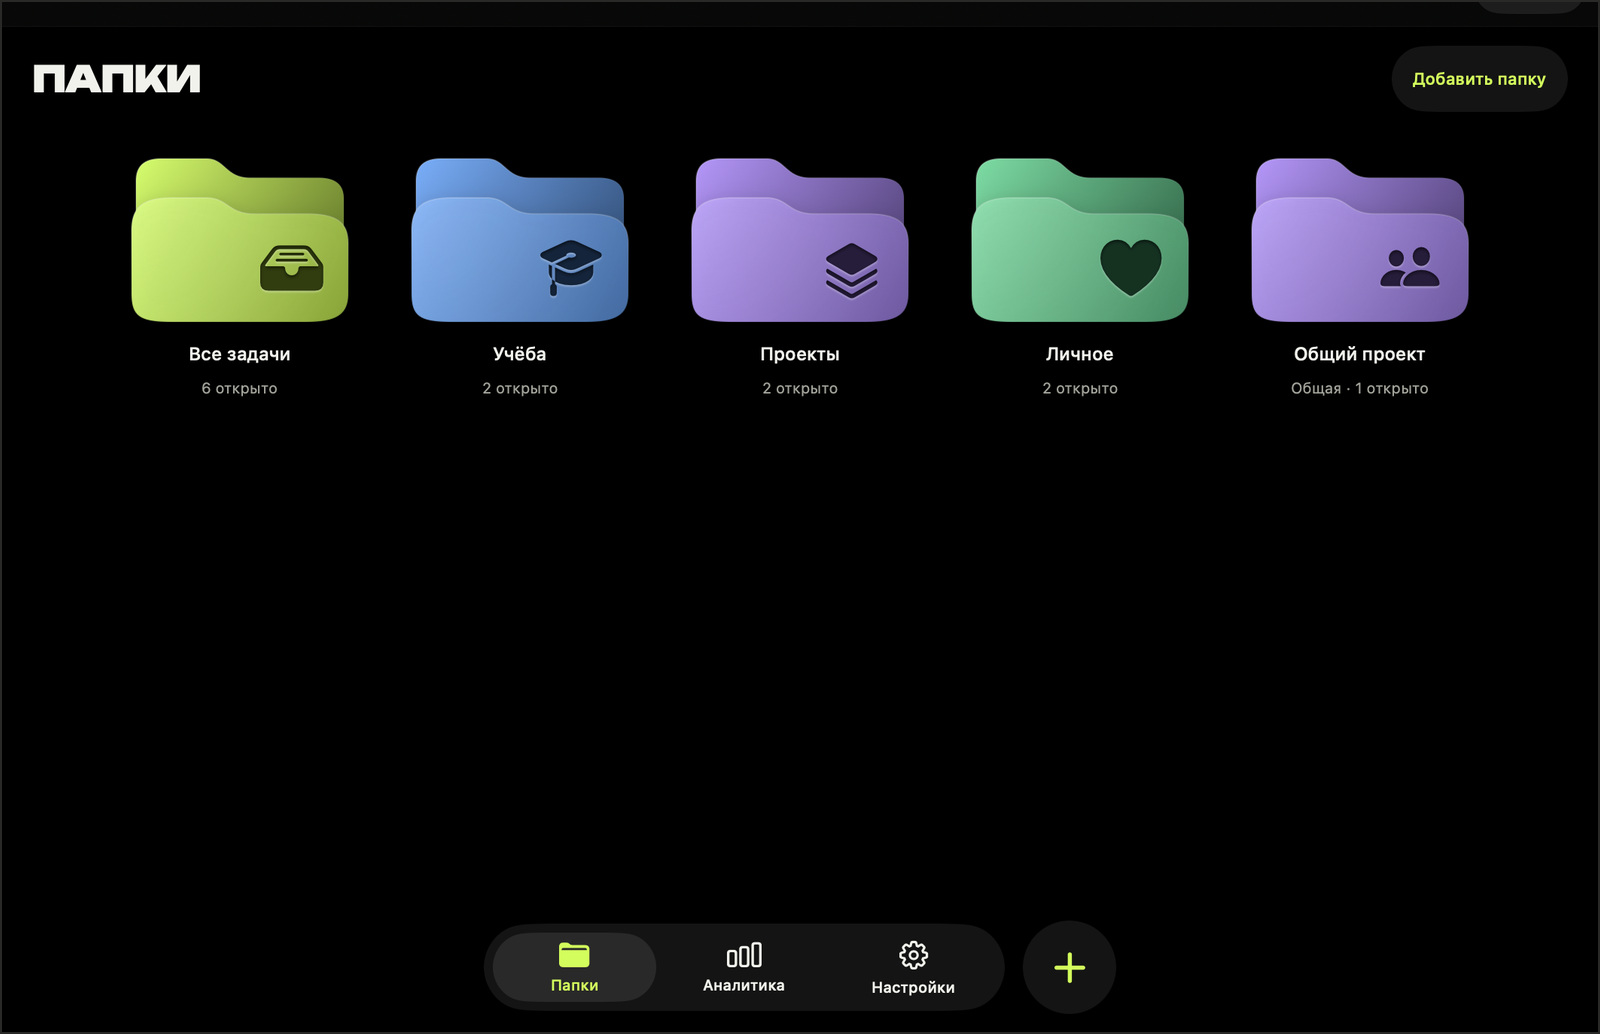 ПАПКИ
Добавить папку
Все задачи
6 открыто
Учёба
2 открыто
Проекты
2 открыто
Личное
2 открыто
Общий проект
Общая · 1 открыто
Папки
Аналитика
Настройки